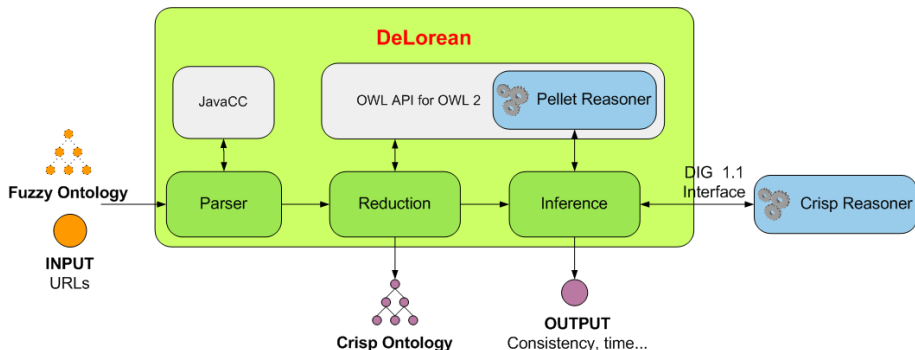 DeLorean
JavaCC
OWL API for OWL 2
Pellet Reasoner
Fuzzy Ontology
Parser
Reduction
Inference
DIG 1.1
Interface
Crisp Reasoner
INPUT
URLs
Crisp Ontology
OUTPUT
Consistency, time...